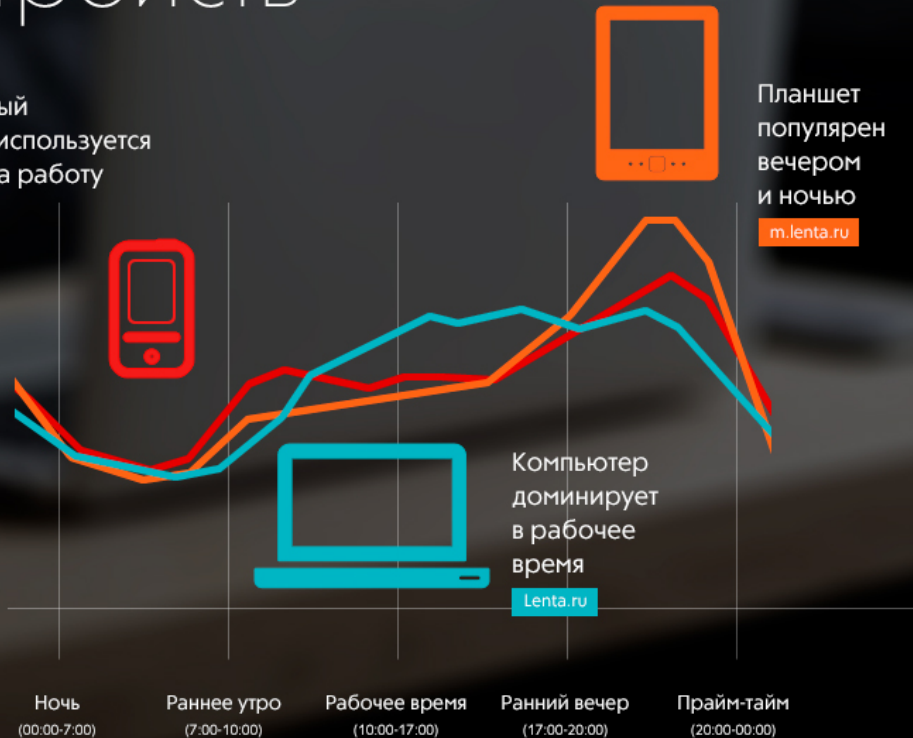 ый
используется
а работу
Планшет
популярен
вечером
и ночью
m.lenta.ru
Компьютер
доминирует
в рабочее
время
Lenta.ru
Ночь
(00:00-7:00)
Раннее утро
(7:00-10:00)
Рабочее время
(10:00-17:00)
Ранний вечер
(17:00-20:00)
Прайм-тайм
(20:00-00:00)